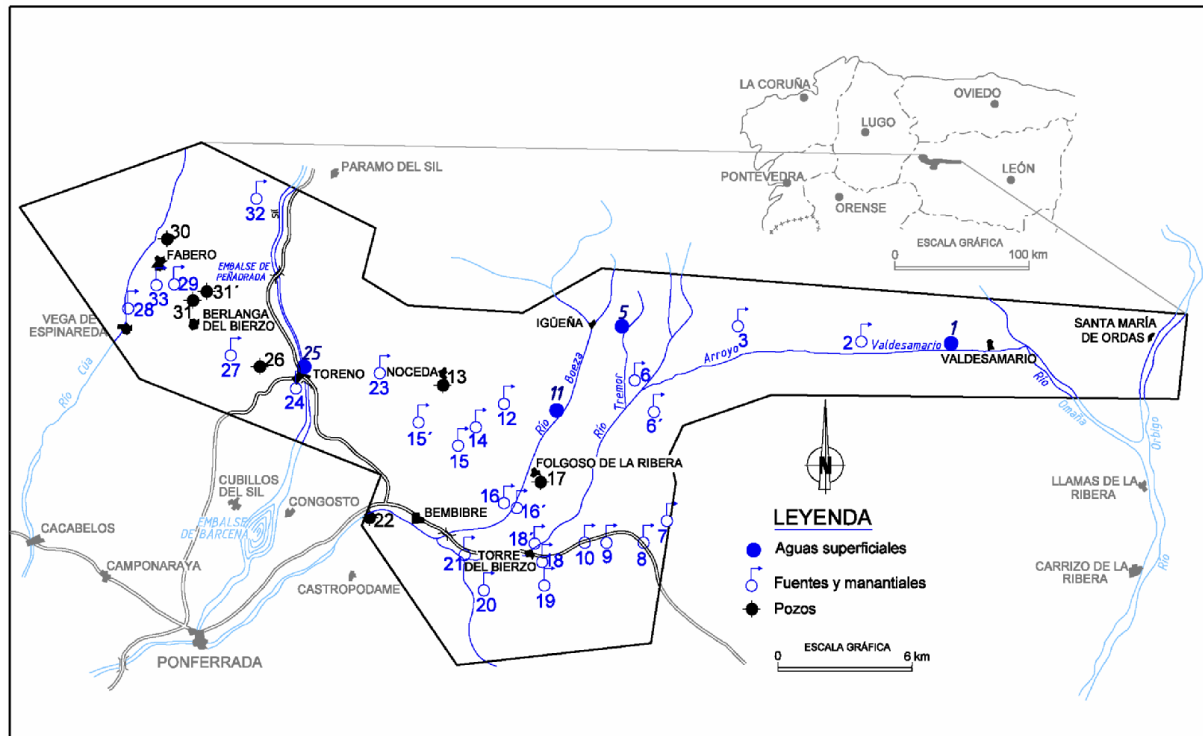 LA CORUÑA
OVIEDO
LUGO
LEÓN
PONTEVEDRA
ORENSE
ESCALA GRÁFICA
0
100 km
PARAMO DEL SIL
32
SIL
30
FABERO
EMBALSE DE
PEÑADRADA
33
29
31´
28
31
BERLANGA
DEL BIERZO
VEGA DE
ESPINAREDA
27
26
25
TORENO
24
23
NOCEDA
13
IGÜEÑA
5
3
2
Valdesamario
1
VALDESAMARIO
SANTA MARÍA
DE ORDAS
Arroyo
Río
Cúa
Río
Boeza
Tremor
Río
Río
Omaña
Orbigo
Río
6
6´
11
12
14
15´
15
FOLGOSO DE LA RIBERA
17
16
16´
CUBILLOS
DEL SIL
CONGOSTO
EMBALSE
DE BÁRCENA
CACABELOS
CAMPONARAYA
CASTROPODAME
PONFERRADA
22
BEMBIBRE
21
TORRE
DEL BIERZO
18´
18
10
9
8
7
20
19
N
LLAMAS DE LA
RIBERA
CARRIZO DE LA
RIBERA
LEYENDA
Aguas superficiales
Fuentes y manantiales
Pozos
ESCALA GRÁFICA
0
6 km